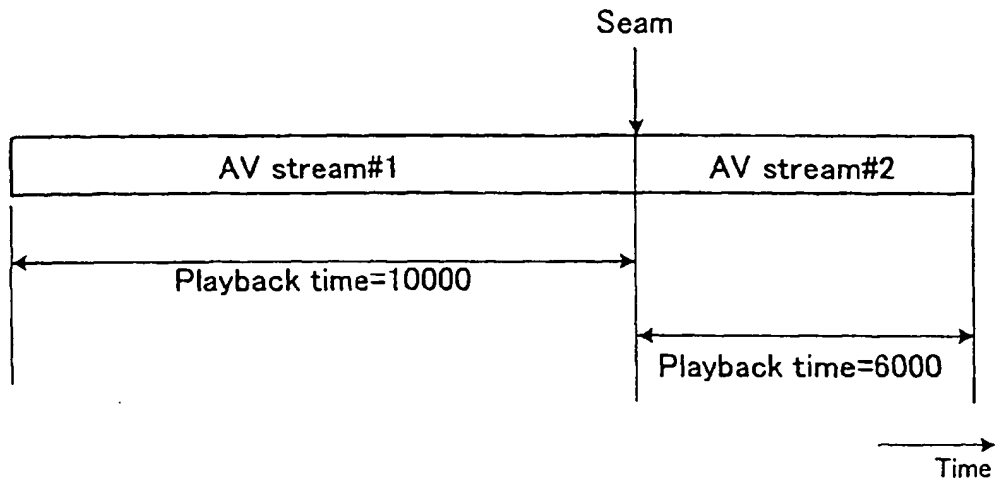 Seam
AV stream#1
AV stream#2
Playback time=10000
Playback time=6000
Time